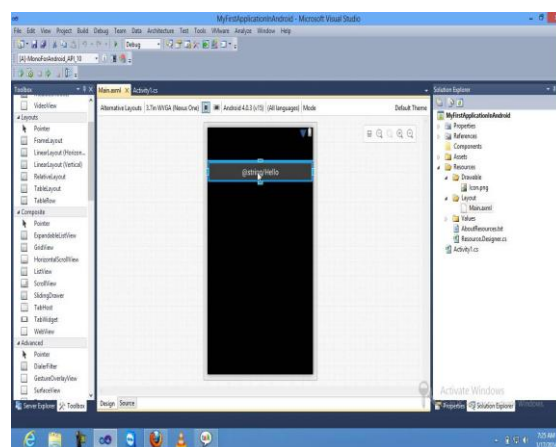 MyFirstApplicationInAndroid - Microsoft Visual Studio
File Edit View Project Build Debug Team Data Architecture Test Tools VMware Analyze Window Help
Debug
(A)-MonoForAndroid_API_10
Toolbox
Main.axml Activity1.cs
Solution Explorer
VideoView
Layouts
Pointer
FrameLayout
LinearLayout (Horizon...
LinearLayout (Vertical)
RelativeLayout
TableLayout
TableRow
Composite
Pointer
ExpandableListView
GridView
HorizontalScrollView
ListView
ScrollView
SlidingDrawer
TabHost
TabWidget
WebView
Advanced
Pointer
DialerFilter
GestureOverlayView
SurfaceView
Server Explorer Toolbox
Alternative Layouts 3.7in WVGA (Nexus One) Android 4.0.3 (v15) (All languages) Mode Default Theme
@string/Hello
Design Source
MyFirstApplicationInAndroid
Properties
References
Components
Assets
Resources
Drawable
Icon.png
Layout
Main.axml
Values
AboutResources.txt
Resource.Designer.cs
Activity1.cs
Activate Windows
Properties Solution Explorer